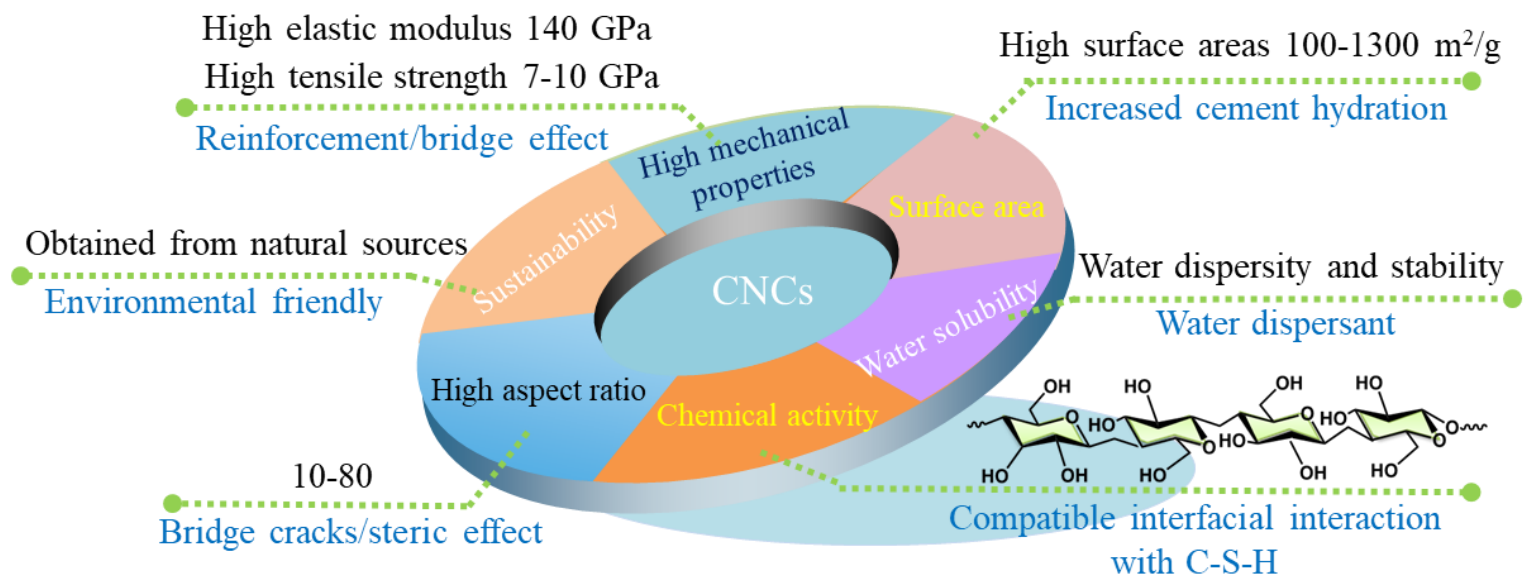 High elastic modulus 140 GPa
High tensile strength 7-10 GPa
Reinforcement/bridge effect
High surface areas 100-1300 m²/g
Increased cement hydration
High mechanical
properties
Surface area
Sustainability
Obtained from natural sources
Environmental friendly
CNCs
Water solubility
Water dispersity and stability
Water dispersant
High aspect ratio
Chemical activity
10-80
Bridge cracks/steric effect
OH
HO
OH
HO
O
HO
O
HO
O
HO
O
O
HO
OH
HO
OH
HO
OH
Compatible interfacial interaction
with C-S-H